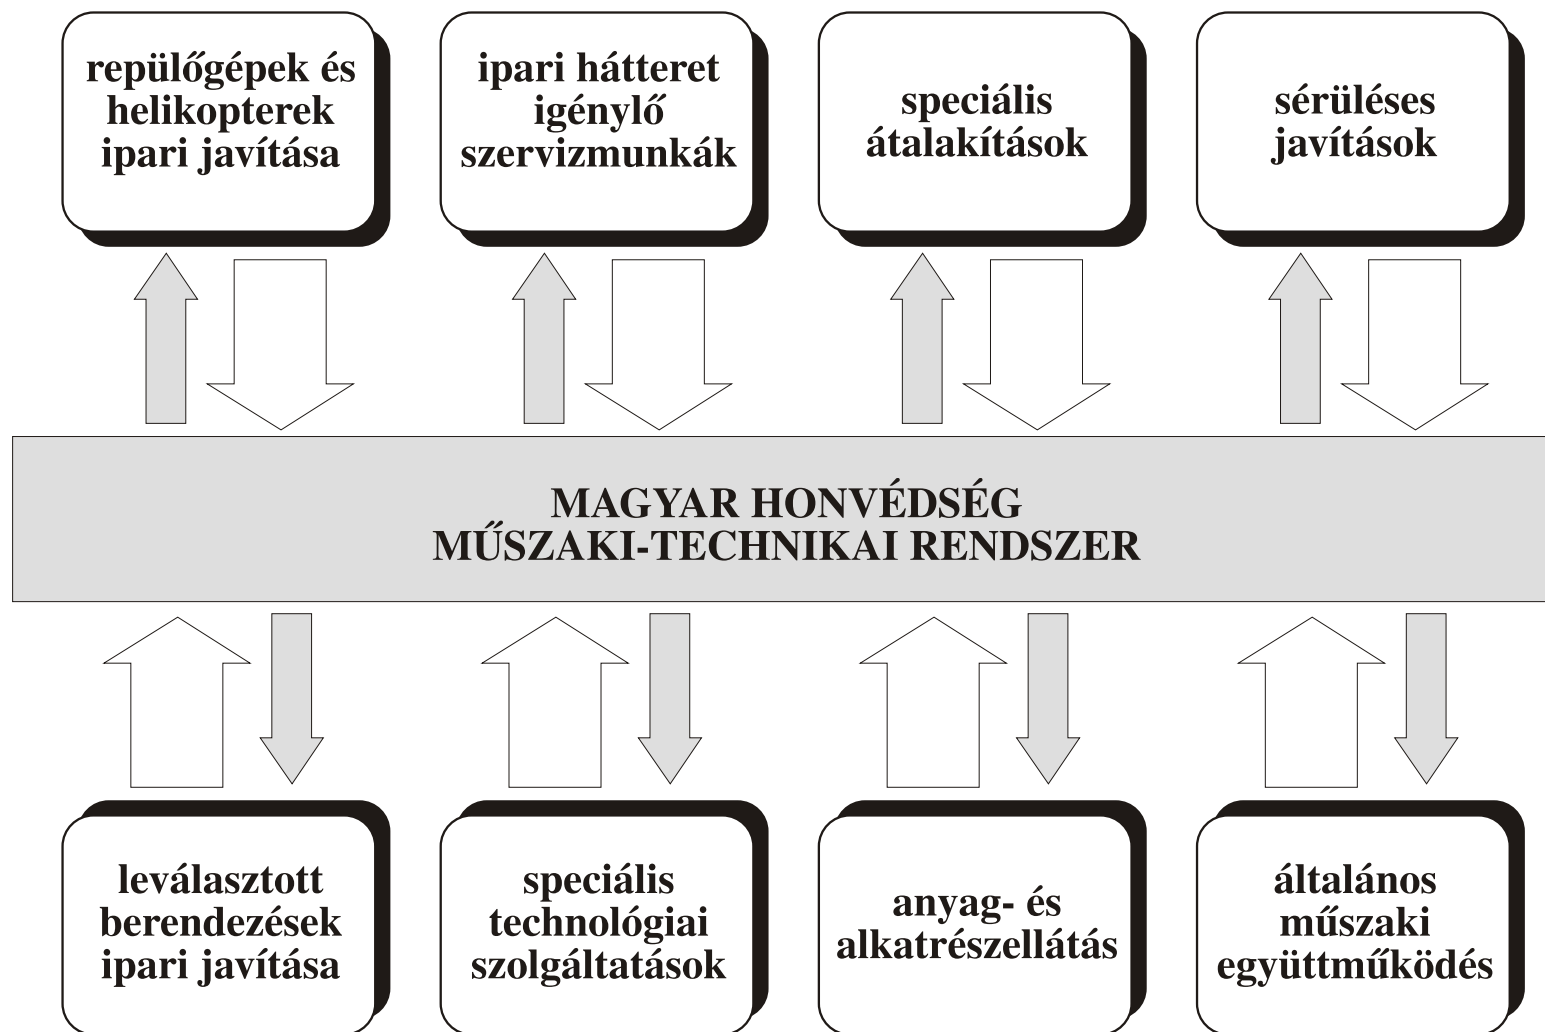 repülőgépek és
helikopterek
ipari javítása
ipari hátteret
igénylő
szervizmunkák
speciális
átalakítások
sérüléses
javítások
MAGYAR HONVÉDSÉG
MŰSZAKI-TECHNIKAI RENDSZER
leválasztott
berendezések
ipari javítása
speciális
technológiai
szolgáltatások
anyag- és
alkatrészellátás
általános
műszaki
együttműködés